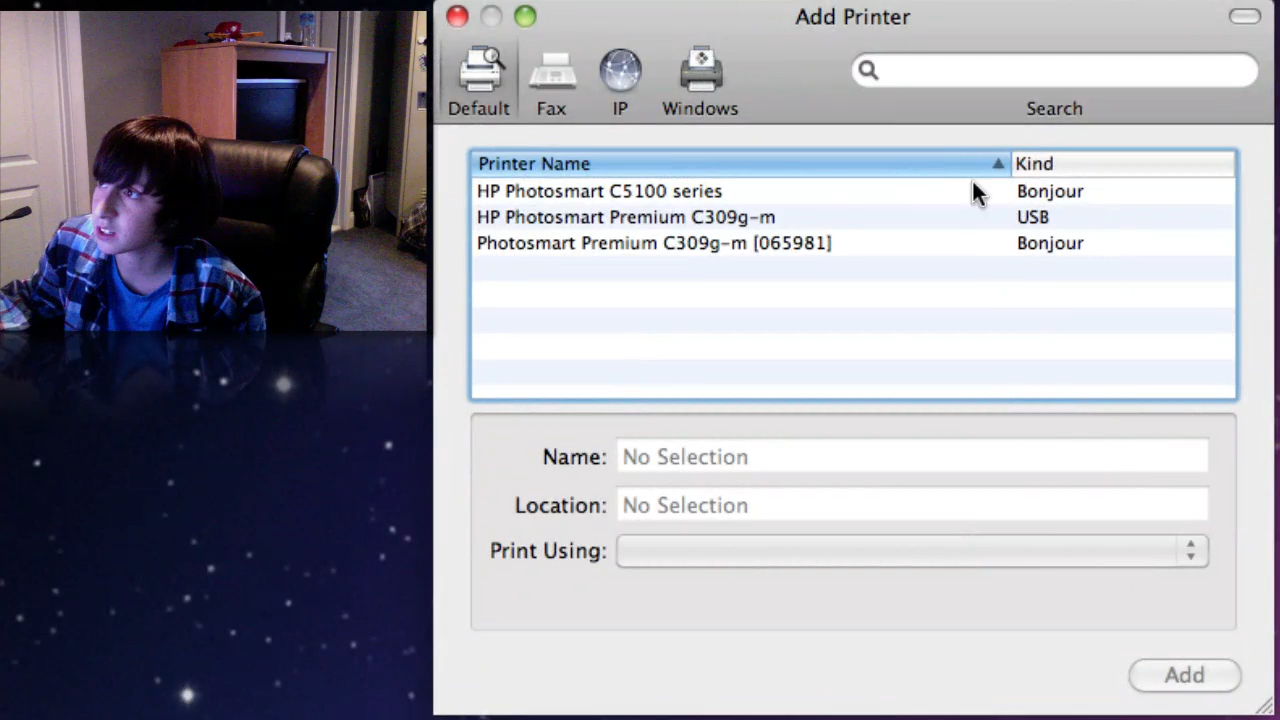 Add Printer
Default Fax IP Windows Search
Printer Name Kind
HP Photosmart C5100 series Bonjour
HP Photosmart Premium C309g-m USB
Photosmart Premium C309g-m [065981] Bonjour
Name: No Selection
Location: No Selection
Print Using:
Add